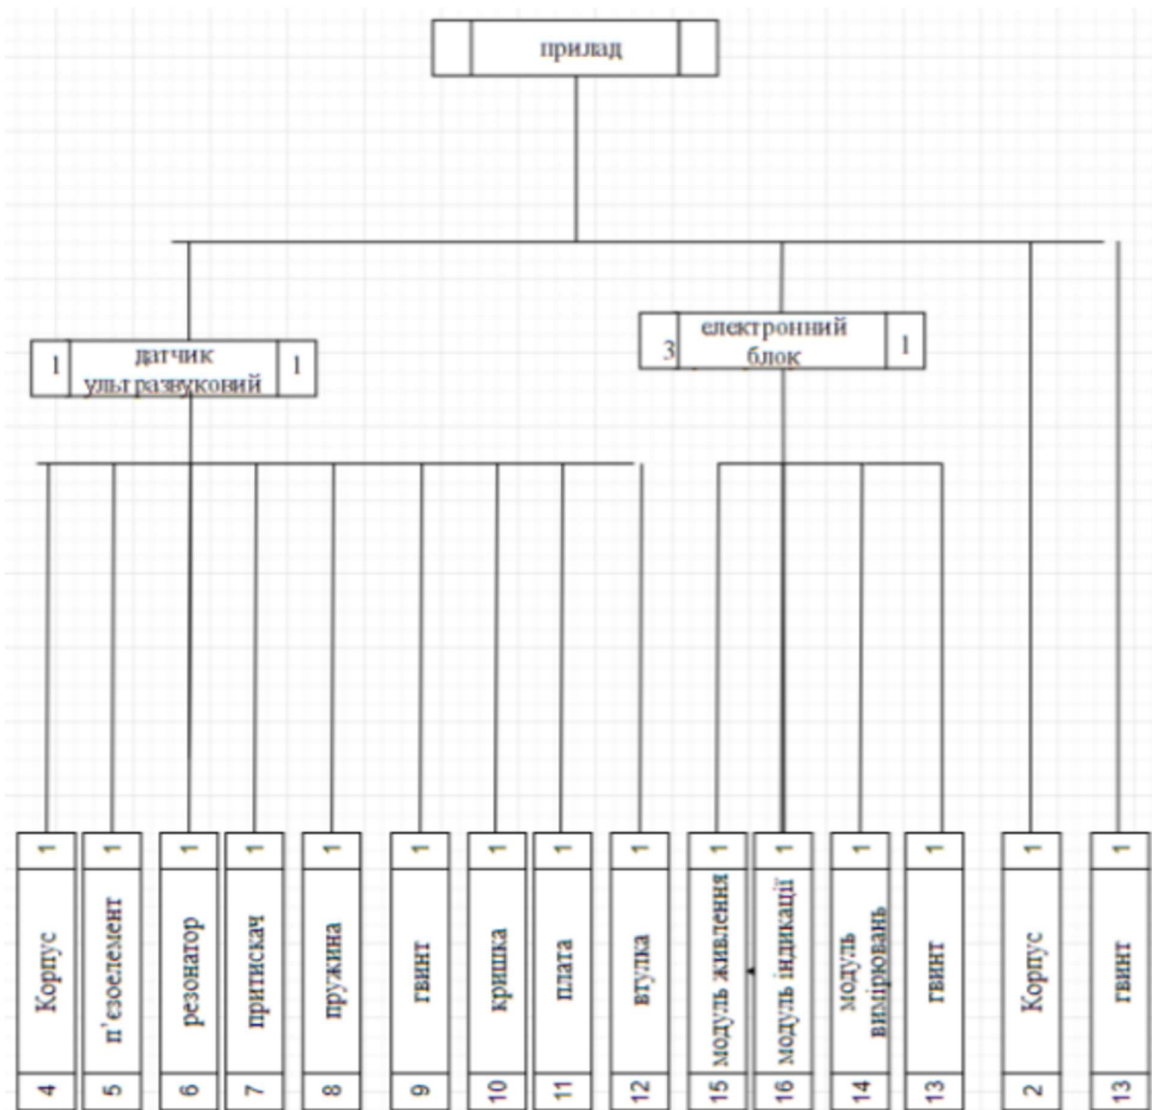 прилад
1
датчик
ультразвуковий
1
3
електронний
блок
1
1
Корпус
4
1
п'єзоелемент
5
1
резонатор
6
1
притискач
7
1
пружина
8
1
гвинт
9
1
кришка
10
1
плата
11
1
втулка
12
1
модуль живлення
15
1
модуль індикації
16
1
модуль
вимірювань
14
1
гвинт
13
1
Корпус
2
1
гвинт
13